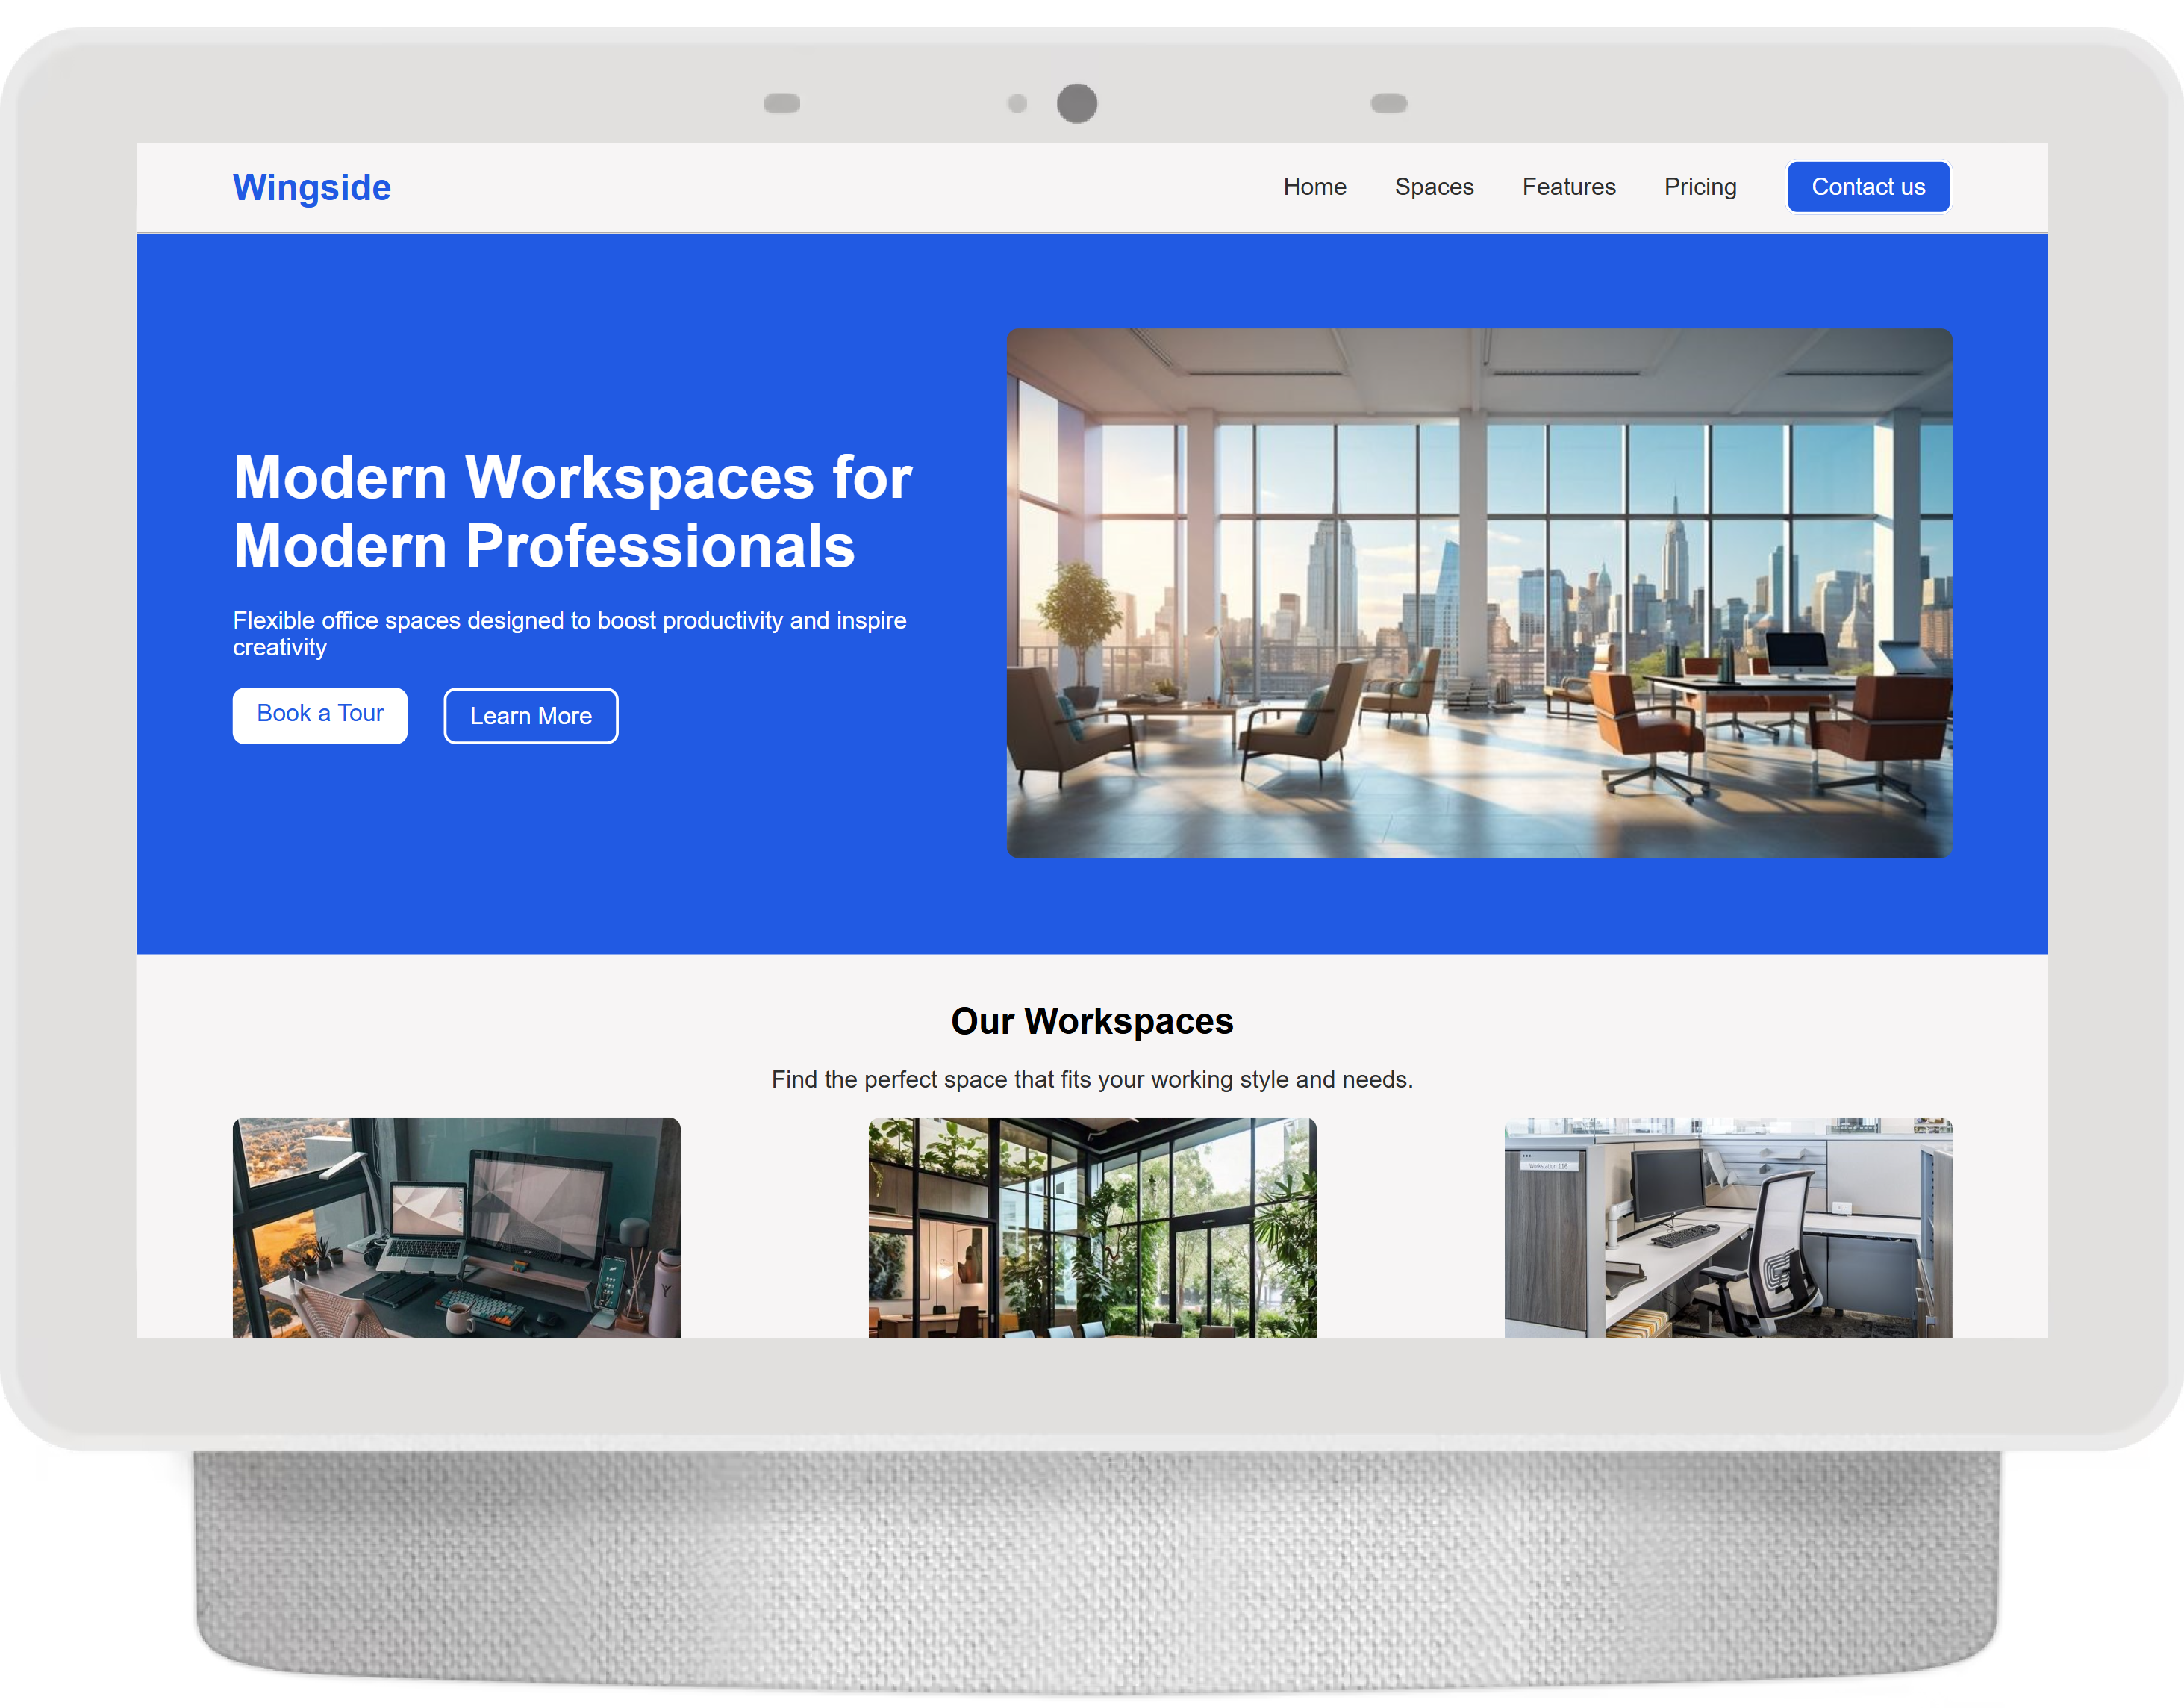 Wingside
Home
Spaces
Features
Pricing
Contact us
Modern Workspaces for
Modern Professionals
Flexible office spaces designed to boost productivity and inspire
creativity
Book a Tour
Learn More
Our Workspaces
Find the perfect space that fits your working style and needs.
Workstation 116